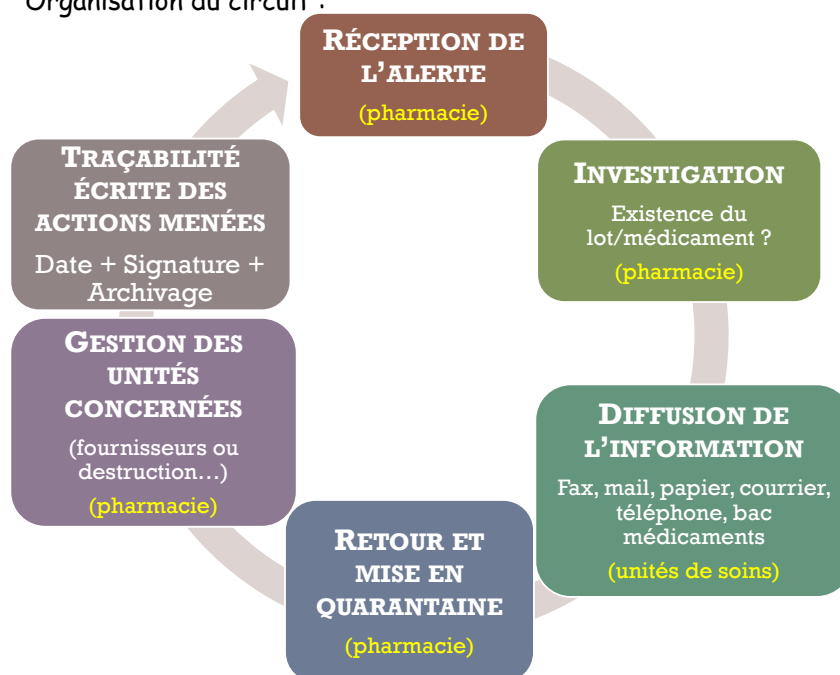 Organisation du circuit :
RÉCEPTION DE
L’ALERTE
(pharmacie)
INVESTIGATION
Existence du
lot/médicament ?
(pharmacie)
DIFFUSION DE
L’INFORMATION
Fax, mail, papier, courrier,
téléphone, bac
médicaments
(unités de soins)
RETOUR ET
MISE EN
QUARANTAINE
(pharmacie)
GESTION DES
UNITÉS
CONCERNÉES
(fournisseurs ou
destruction…)
(pharmacie)
TRAÇABILITÉ
ÉCRITE DES
ACTIONS MENÉES
Date + Signature +
Archivage